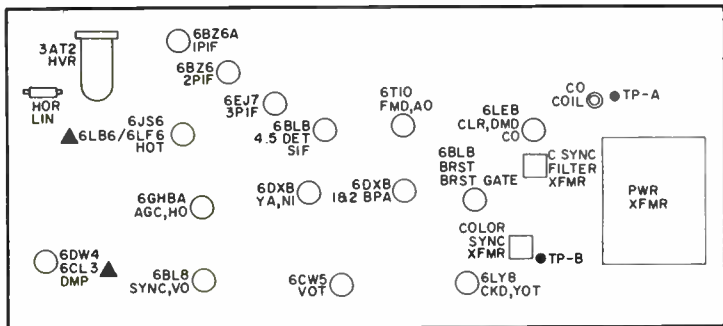 3AT2
HVR
6BZ6A
1PIF
6BZ6
2PIF
6EJ7
3PIF
6T10
FMD,AO
CO
COIL
TP-A
HOR
LIN
6JS6
6LB6/6LF6
HOT
6BL8
4.5 DET
SIF
6LE8
CLR,DMD
CO
6BL8
BRST
BRST GATE
C SYNC
FILTER
XFMR
PWR
XFMR
6GH8A
AGC,HO
6DX8
YA,NI
6DX8
1&2 BPA
COLOR
SYNC
XFMR
TP-B
6DW4
6CL3
DMP
6BL8
SYNC,VO
6CW5
VOT
6LY8
CKD,YOT